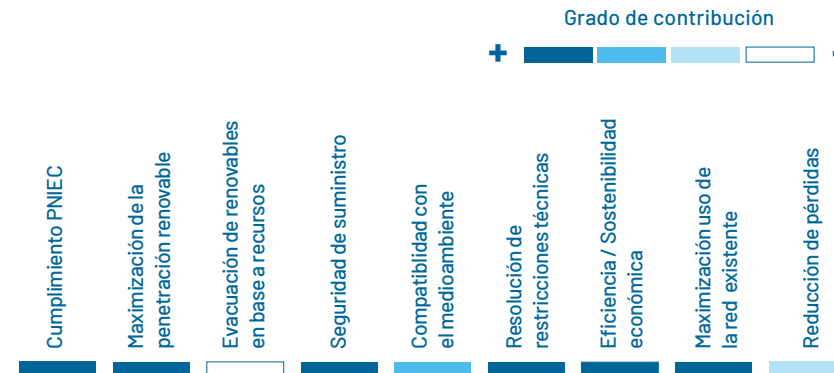 Grado de contribución
+
Cumplimiento PNIEC
Maximización de la
penetración renovable
Evacuación de renovables
en base a recursos
Seguridad de suministro
Compatiblidad con
el medioambiente
Resolución de
restricciones técnicas
Eficiencia / Sostenibilidad
económica
Maximización uso de
la red existente
Reducción de pérdidas